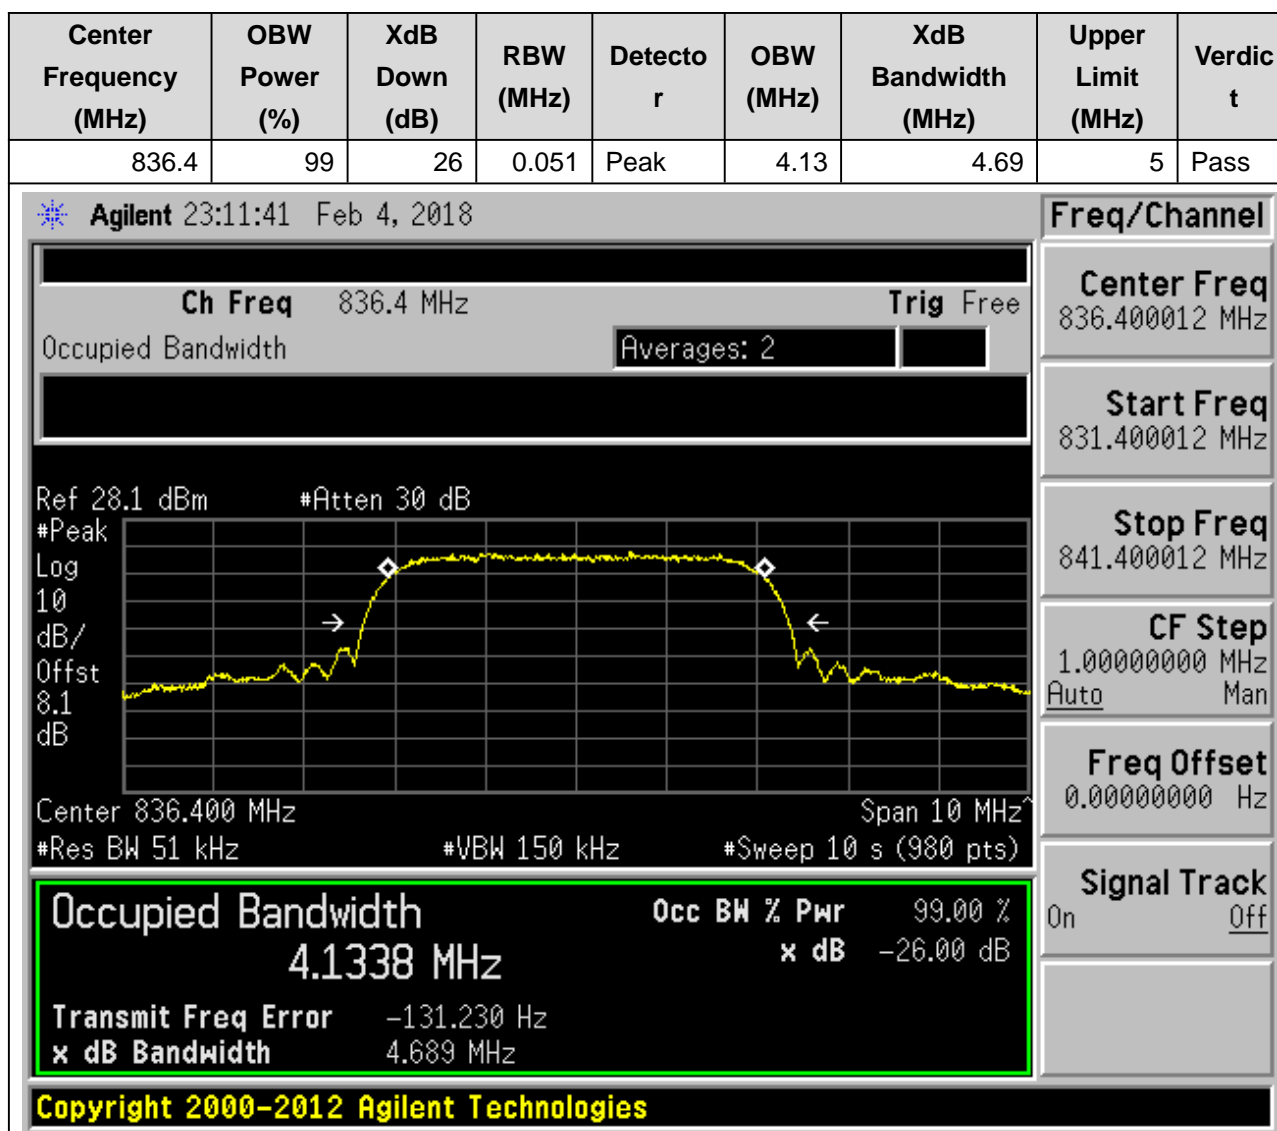 Center Frequency (MHz) OBW Power (%) XdB Down (dB) RBW (MHz) Detecto r OBW (MHz) XdB Bandwidth (MHz) Upper Limit (MHz) Verdic t
836.4 99 26 0.051 Peak 4.13 4.69 5 Pass
Agilent 23:11:41 Feb 4, 2018
Ch Freq 836.4 MHz Trig Free
Occupied Bandwidth Averages: 2
Ref 28.1 dBm #Atten 30 dB
#Peak
Log
10
dB/
Offst
8.1
dB
Center 836.400 MHz Span 10 MHz^
#Res BW 51 kHz #VBW 150 kHz #Sweep 10 s (980 pts)
Occupied Bandwidth Occ BW % Pwr 99.00 %
4.1338 MHz x dB -26.00 dB
Transmit Freq Error -131.230 Hz
x dB Bandwidth 4.689 MHz
Copyright 2000-2012 Agilent Technologies
Freq/Channel
Center Freq
836.400012 MHz
Start Freq
831.400012 MHz
Stop Freq
841.400012 MHz
CF Step
1.00000000 MHz
Auto Man
Freq Offset
0.00000000 Hz
Signal Track
On Off